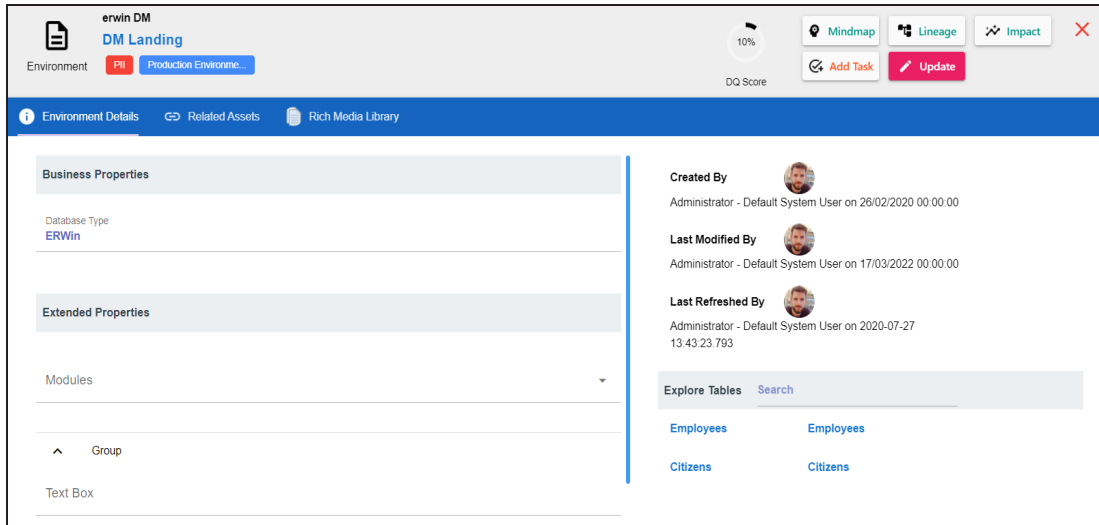 erwin DM
DM Landing
Environment
PII
Production Environme...
10%
DQ Score
Mindmap
Lineage
Impact
Add Task
Update
Environment Details
Related Assets
Rich Media Library
Business Properties
Database Type
ERWin
Extended Properties
Modules
Group
Text Box
Created By
Administrator - Default System User on 26/02/2020 00:00:00
Last Modified By
Administrator - Default System User on 17/03/2022 00:00:00
Last Refreshed By
Administrator - Default System User on 2020-07-27
13:43:23.793
Explore Tables Search
Employees Employees
Citizens Citizens